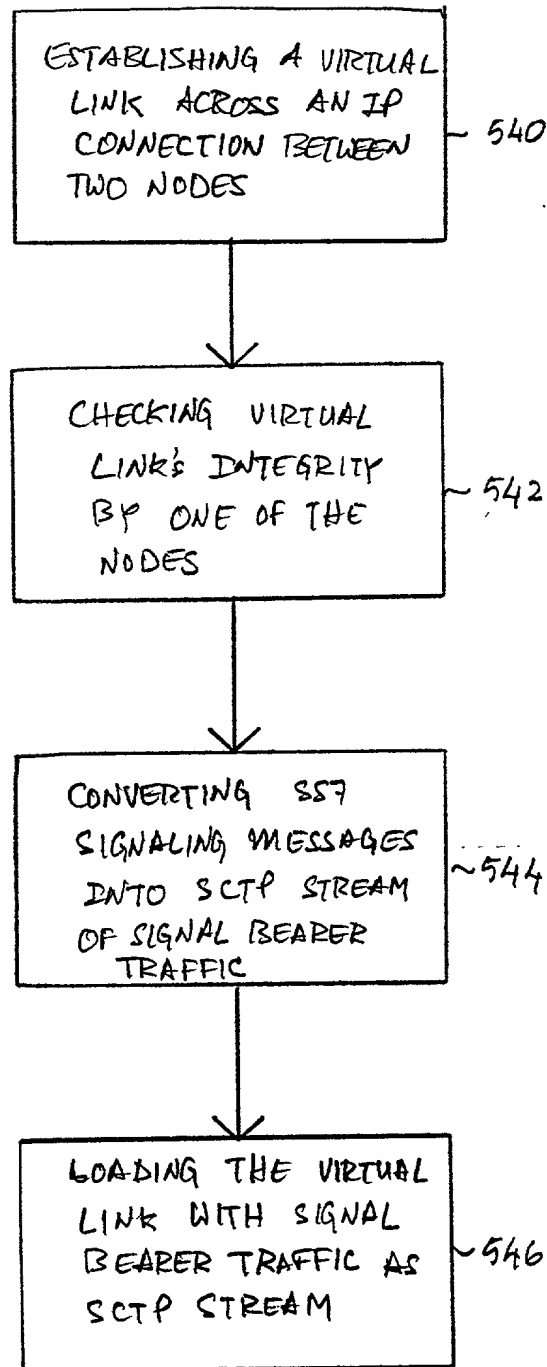 ESTABLISHING A VIRTUAL
LINK ACROSS AN IP
CONNECTION BETWEEN
TWO NODES
~ 540
CHECKING VIRTUAL
LINK'S INTEGRITY
BY ONE OF THE
NODES
~ 542
CONVERTING SS7
SIGNALING MESSAGES
INTO SCTP STREAM
OF SIGNAL BEARER
TRAFFIC
~ 544
LOADING THE VIRTUAL
LINK WITH SIGNAL
BEARER TRAFFIC AS
SCTP STREAM
~ 546